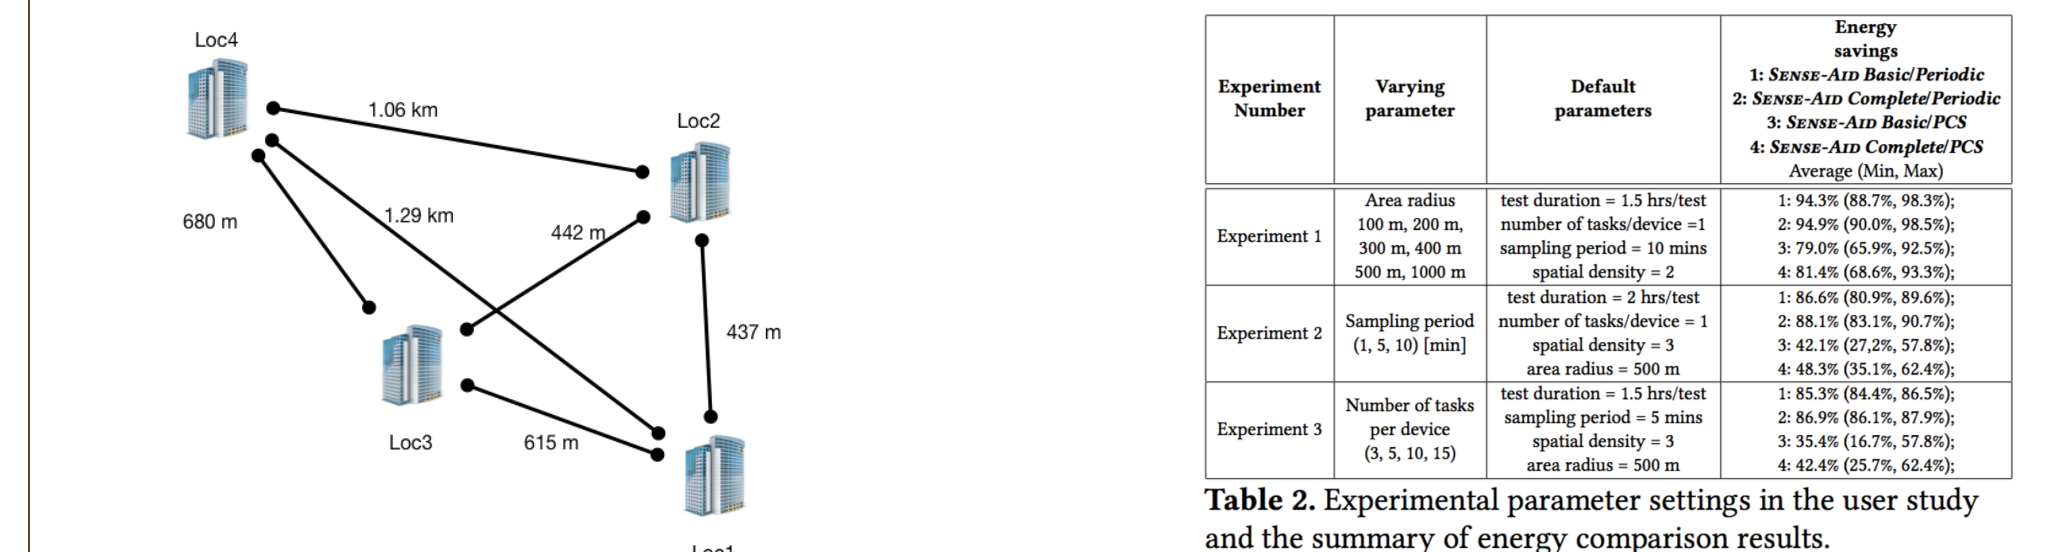 Loc4
1.06 km
Loc2
1.29 km
680 m
442 m
437 m
Loc3
615 m
Loc1
Experiment
Number
Varying
parameter
Default
parameters
Energy
savings
1: SENSE-AID Basic/Periodic
2: SENSE-AID Complete/Periodic
3: SENSE-AID Basic/PCS
4: SENSE-AID Complete/PCS
Average (Min, Max)
Experiment 1
Area radius
100 m, 200 m,
300 m, 400 m
500 m, 1000 m
test duration = 1.5 hrs/test
number of tasks/device =1
sampling period = 10 mins
spatial density = 2
1: 94.3% (88.7%, 98.3%);
2: 94.9% (90.0%, 98.5%);
3: 79.0% (65.9%, 92.5%);
4: 81.4% (68.6%, 93.3%);
Experiment 2
Sampling period
(1, 5, 10) [min]
test duration = 2 hrs/test
number of tasks/device = 1
spatial density = 3
area radius = 500 m
1: 86.6% (80.9%, 89.6%);
2: 88.1% (83.1%, 90.7%);
3: 42.1% (27,2%, 57.8%);
4: 48.3% (35.1%, 62.4%);
Experiment 3
Number of tasks
per device
(3, 5, 10, 15)
test duration = 1.5 hrs/test
sampling period = 5 mins
spatial density = 3
area radius = 500 m
1: 85.3% (84.4%, 86.5%);
2: 86.9% (86.1%, 87.9%);
3: 35.4% (16.7%, 57.8%);
4: 42.4% (25.7%, 62.4%);
Table 2. Experimental parameter settings in the user study
and the summary of energy comparison results.